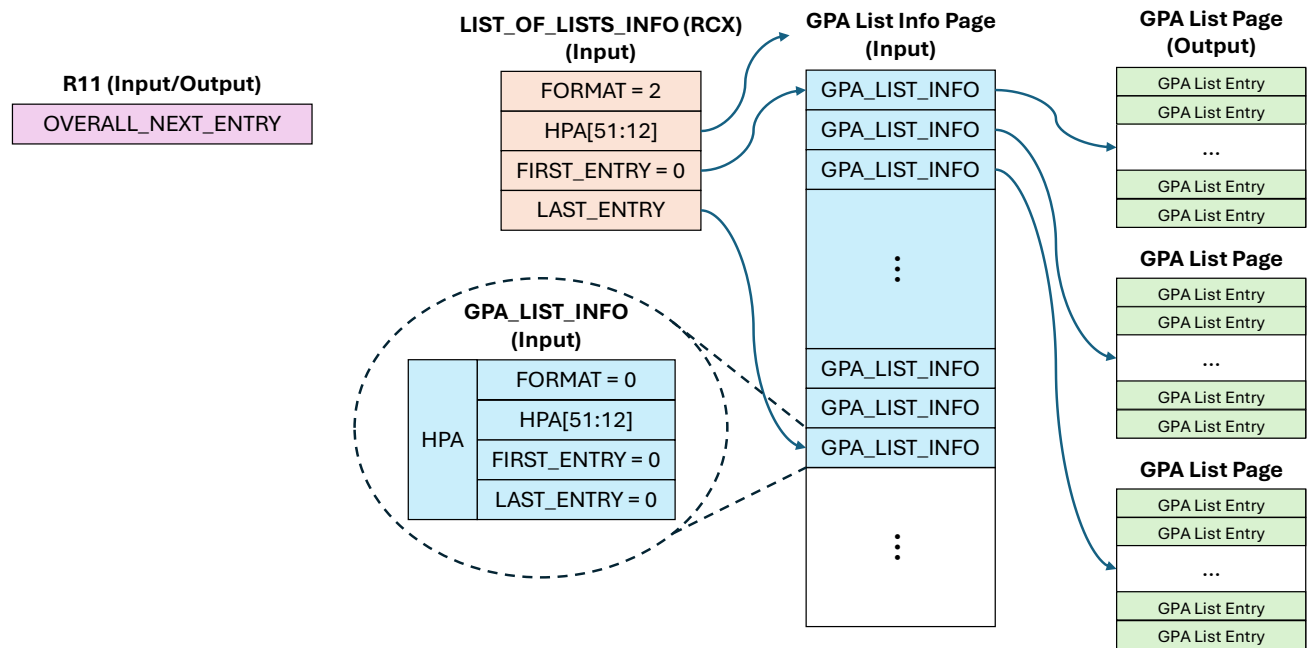 R11 (Input/Output)
OVERALL_NEXT_ENTRY
LIST_OF_LISTS_INFO (RCX)
(Input)
FORMAT = 2
HPA[51:12]
FIRST_ENTRY = 0
LAST_ENTRY
GPA_LIST_INFO
(Input)
HPA
FORMAT = 0
HPA[51:12]
FIRST_ENTRY = 0
LAST_ENTRY = 0
GPA List Info Page
(Input)
GPA_LIST_INFO
GPA_LIST_INFO
GPA_LIST_INFO
...
GPA_LIST_INFO
GPA_LIST_INFO
GPA_LIST_INFO
...
GPA List Page
(Output)
GPA List Entry
GPA List Entry
...
GPA List Entry
GPA List Entry
GPA List Page
GPA List Entry
GPA List Entry
...
GPA List Entry
GPA List Entry
GPA List Page
GPA List Entry
GPA List Entry
...
GPA List Entry
GPA List Entry